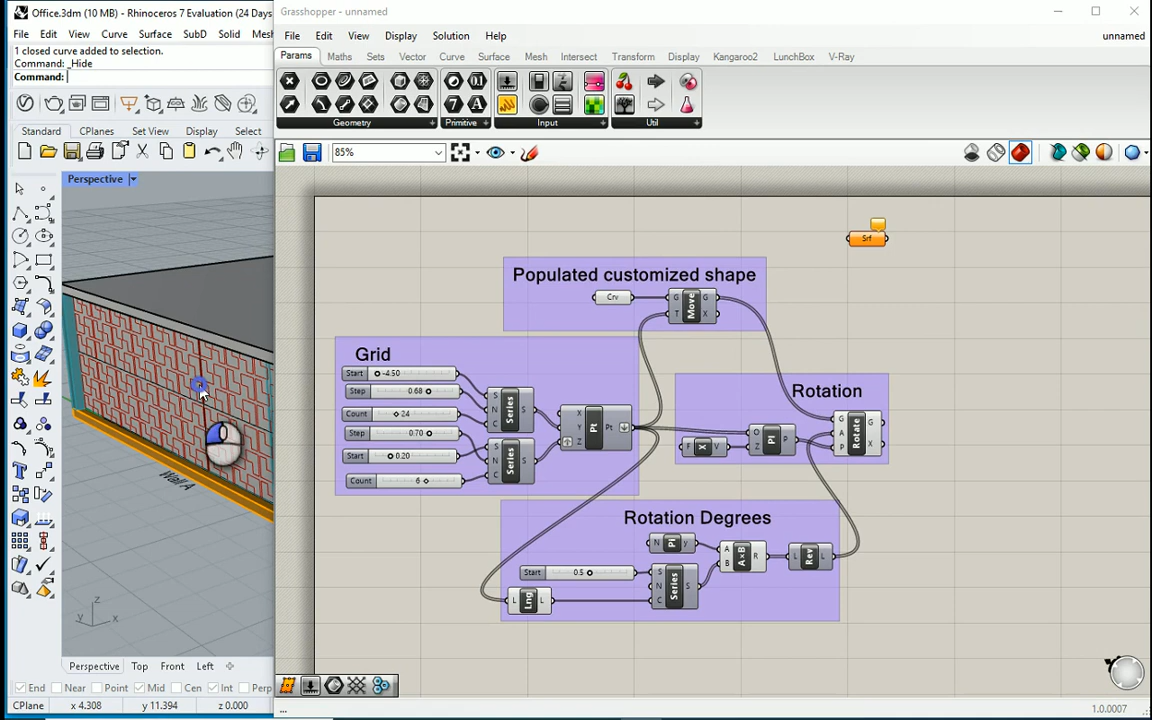 Office.3dm (10 MB) - Rhinoceros 7 Evaluation (24 Days
File Edit View Curve Surface SubD Solid Mesh
1 closed curve added to selection.
Command: _Hide
Command:
Standard CPlanes Set View Display Select
Perspective
Wall A
z
y x
Perspective Top Front Left
End Near Point Mid Cen Int Perp
CPlane x 4.308 y 11.394 z 0.000
Grasshopper - unnamed
File Edit View Display Solution Help
unnamed
Params Maths Sets Vector Curve Surface Mesh Intersect Transform Display Kangaroo2 LunchBox V-Ray
Geometry Primitive Input Util
85%
Srf
Populated customized shape
Crv G T Move G X
Grid
Start -4.50
Step 0.68
Count 24
Step 0.70
Start 0.20
Count 6
S N C Series S
S N C Series S
X Y Z Pt Pt
Rotation
F X V
O Z Pl P
G A P Rotate G X
Rotation Degrees
N Pi y
A B A×B R
L Rev L
Start 0.5
S N C Series S
L Lng L
...
1.0.0007